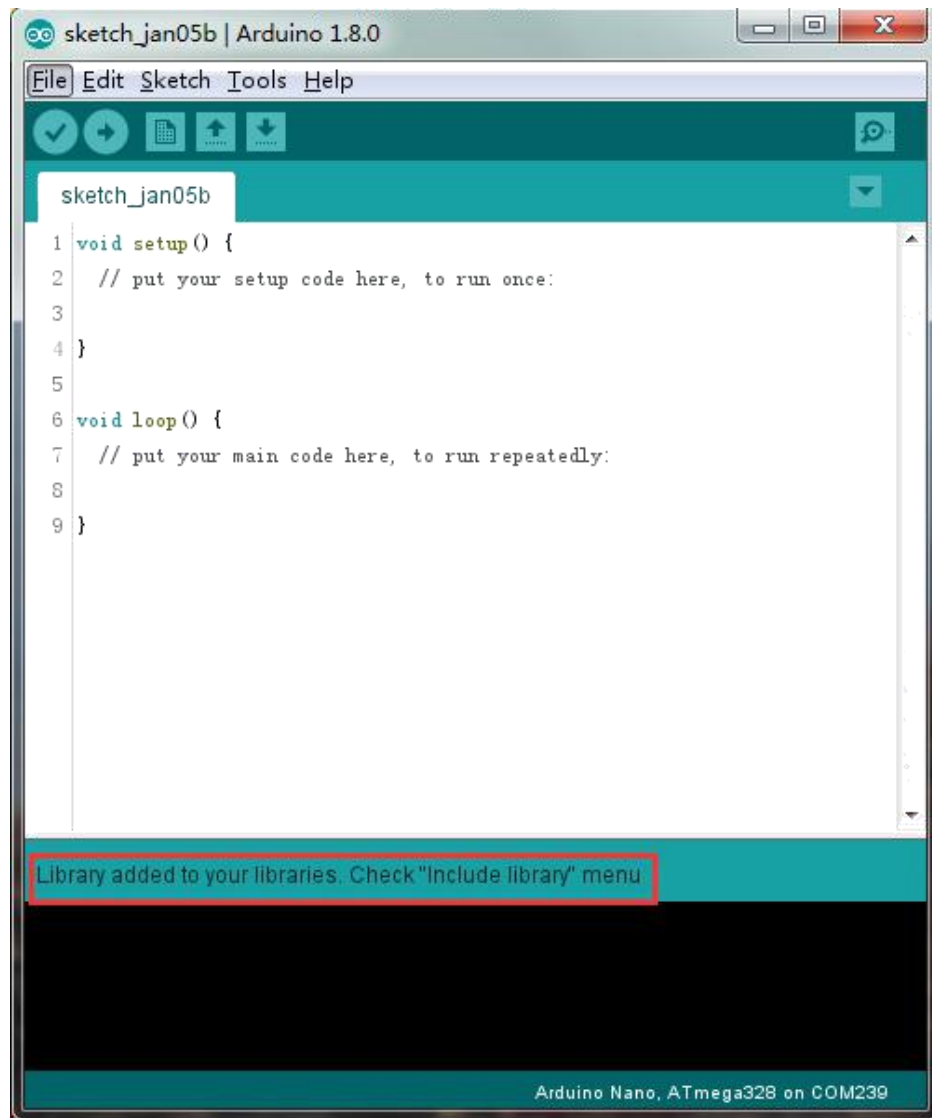 sketch_jan05b | Arduino 1.8.0
File Edit Sketch Tools Help
sketch_jan05b
1 void setup() {
2 // put your setup code here, to run once:
3
4 }
5
6 void loop() {
7 // put your main code here, to run repeatedly:
8
9 }
Library added to your libraries. Check "Include library" menu
Arduino Nano, ATmega328 on COM239